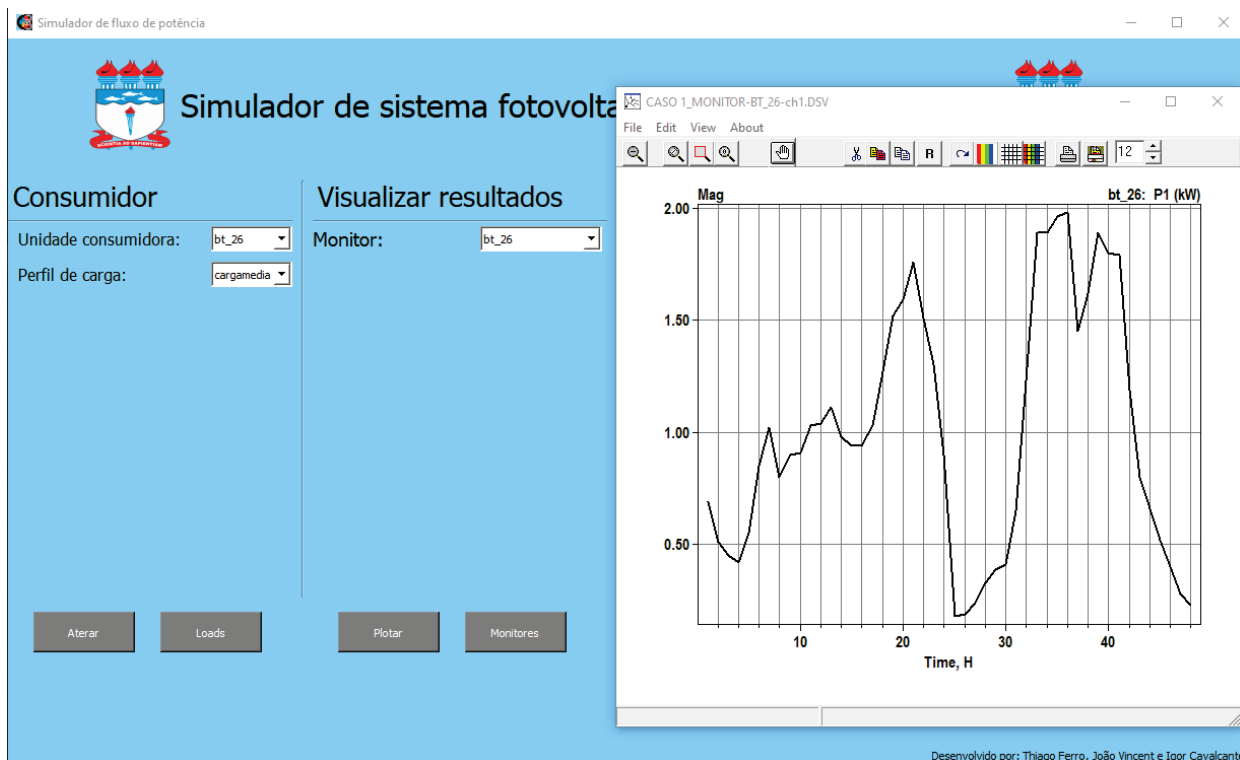 Simulador de fluxo de potência
Simulador de sistema fotovolta
Consumidor
Unidade consumidora: bt_26
Perfil de carga: cargamedia
Visualizar resultados
Monitor: bt_26
Aterar
Loads
Plotar
Monitores
CASO 1_MONITOR-BT_26-ch1.DSV
File Edit View About
R
12
Mag
bt_26: P1 (kW)
2.00
1.50
1.00
0.50
10 20 30 40
Time, H
Desenvolvido por: Thiago Ferro, João Vincent e Igor Cavalcante